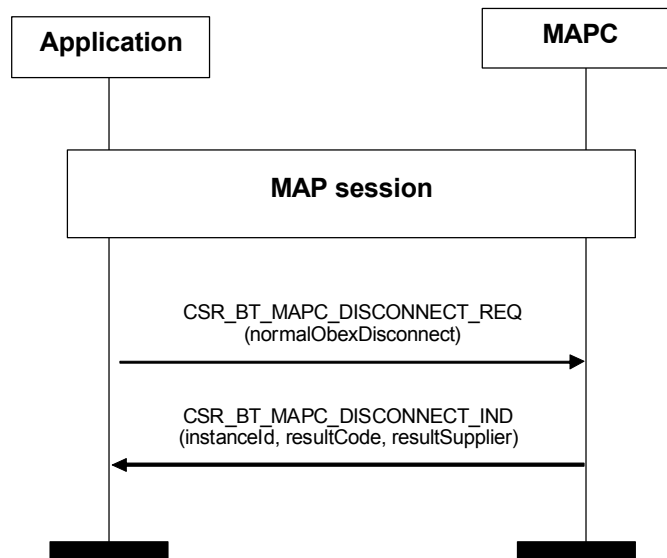 Application
MAPC
MAP session
CSR_BT_MAPC_DISCONNECT_REQ
(normalObexDisconnect)
CSR_BT_MAPC_DISCONNECT_IND
(instanceId, resultCode, resultSupplier)